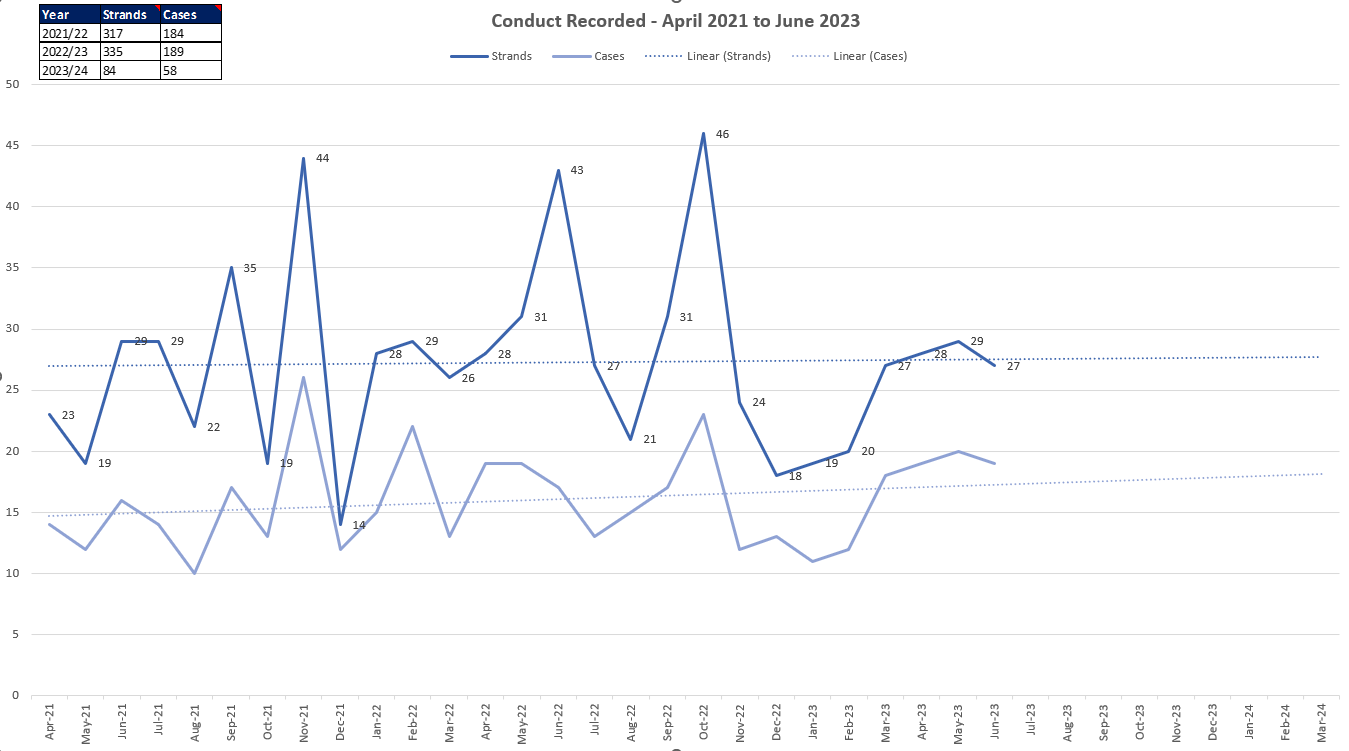 Year Strands Cases
2021/22 317 184
2022/23 335 189
2023/24 84 58
Conduct Recorded - April 2021 to June 2023
Strands Cases Linear (Strands) Linear (Cases)
50
45
40
35
30
25
20
15
10
5
0
23
19
29
29
22
35
19
44
14
28
29
26
28
31
43
27
21
31
46
24
18
19
20
27
28
29
27
Apr-21
May-21
Jun-21
Jul-21
Aug-21
Sep-21
Oct-21
Nov-21
Dec-21
Jan-22
Feb-22
Mar-22
Apr-22
May-22
Jun-22
Jul-22
Aug-22
Sep-22
Oct-22
Nov-22
Dec-22
Jan-23
Feb-23
Mar-23
Apr-23
May-23
Jun-23
Jul-23
Aug-23
Sep-23
Oct-23
Nov-23
Dec-23
Jan-24
Feb-24
Mar-24